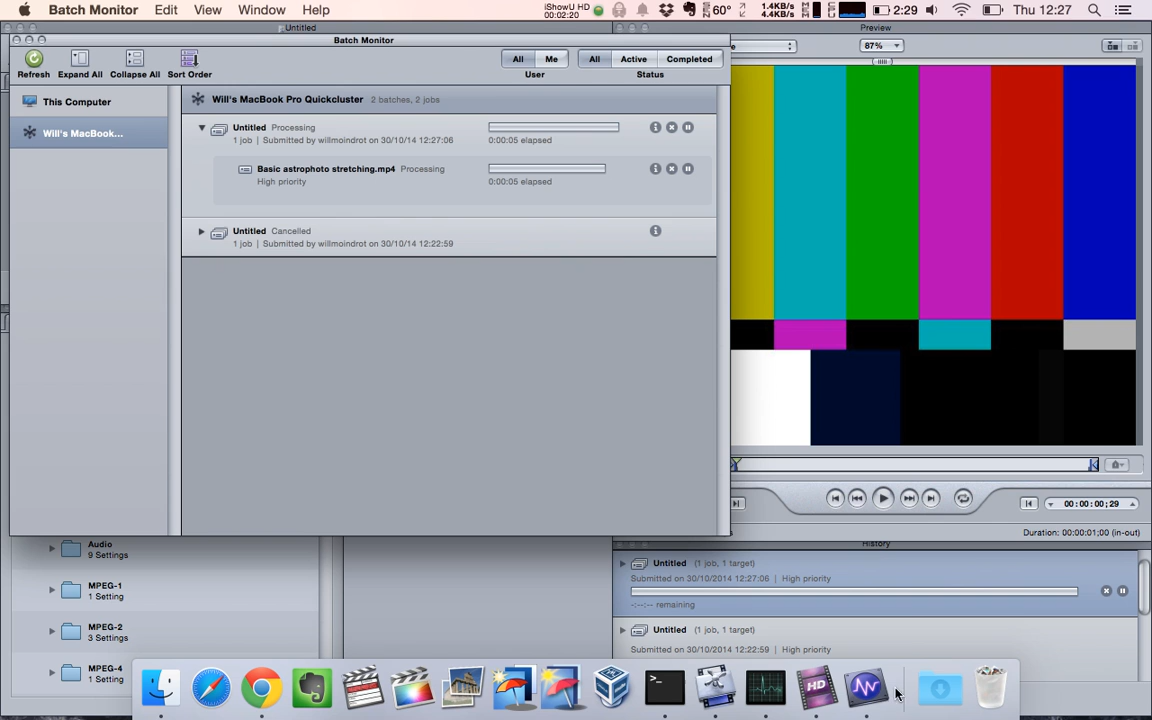 Batch Monitor Edit View Window Help iShowU HD 00:02:20 60° 1.4KB/s 4.4KB/s 2:29 Thu 12:27
Untitled Preview
Batch Monitor
87%
Refresh Expand All Collapse All Sort Order
All Me All Active Completed
User Status
This Computer
Will's MacBook...
Will's MacBook Pro Quickcluster 2 batches, 2 jobs
Untitled Processing
1 job | Submitted by willmoindrot on 30/10/14 12:27:06 0:00:05 elapsed
Basic astrophoto stretching.mp4 Processing
High priority 0:00:05 elapsed
Untitled Cancelled
1 job | Submitted by willmoindrot on 30/10/14 12:22:59
00:00:00;29
Duration: 00:00:01;00 (in-out)
History
Audio
9 Settings
MPEG-1
1 Setting
MPEG-2
3 Settings
MPEG-4
1 Setting
Untitled (1 job, 1 target)
Submitted on 30/10/2014 12:27:06 | High priority
-:--:-- remaining
Untitled (1 job, 1 target)
Submitted on 30/10/2014 12:22:59 | High priority
HD